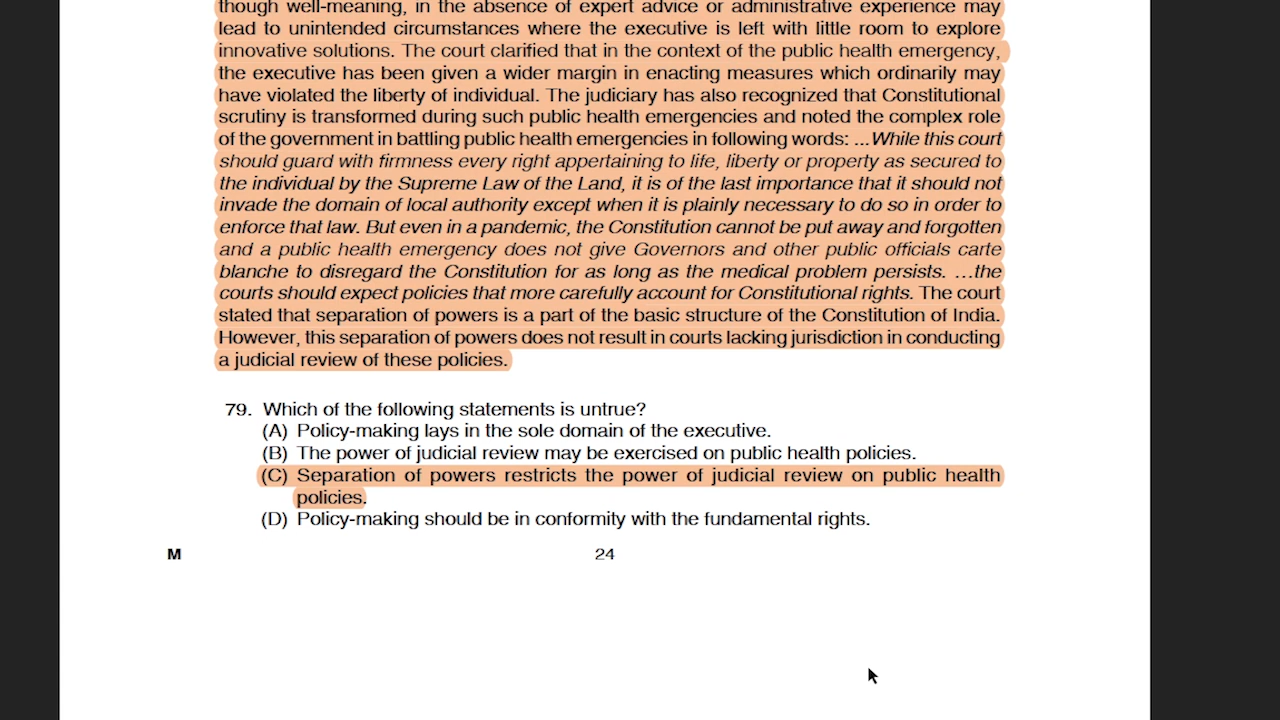 though well-meaning, in the absence of expert advice or administrative experience may
lead to unintended circumstances where the executive is left with little room to explore
innovative solutions. The court clarified that in the context of the public health emergency,
the executive has been given a wider margin in enacting measures which ordinarily may
have violated the liberty of individual. The judiciary has also recognized that Constitutional
scrutiny is transformed during such public health emergencies and noted the complex role
of the government in battling public health emergencies in following words: ...While this court
should guard with firmness every right appertaining to life, liberty or property as secured to
the individual by the Supreme Law of the Land, it is of the last importance that it should not
invade the domain of local authority except when it is plainly necessary to do so in order to
enforce that law. But even in a pandemic, the Constitution cannot be put away and forgotten
and a public health emergency does not give Governors and other public officials carte
blanche to disregard the Constitution for as long as the medical problem persists. ...the
courts should expect policies that more carefully account for Constitutional rights. The court
stated that separation of powers is a part of the basic structure of the Constitution of India.
However, this separation of powers does not result in courts lacking jurisdiction in conducting
a judicial review of these policies.
79. Which of the following statements is untrue?
(A) Policy-making lays in the sole domain of the executive.
(B) The power of judicial review may be exercised on public health policies.
(C) Separation of powers restricts the power of judicial review on public health
policies.
(D) Policy-making should be in conformity with the fundamental rights.
M 24